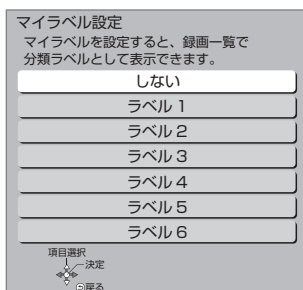 マイラベル設定
マイラベルを設定すると、録画一覧で
分類ラベルとして表示できます。
しない
ラベル 1
ラベル 2
ラベル 3
ラベル 4
ラベル 5
ラベル 6
項目選択
決定
戻る